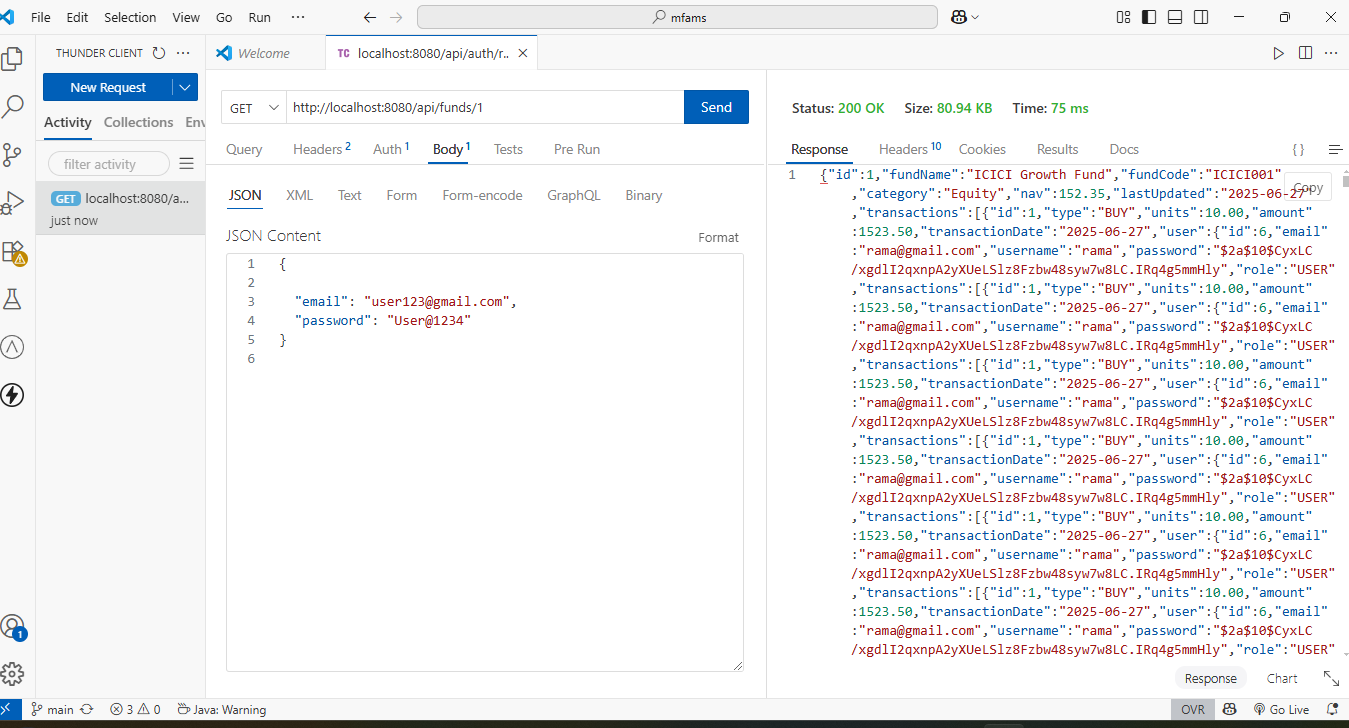 File Edit Selection View Go Run ··· mfams
THUNDER CLIENT ···
New Request
Activity Collections Env
filter activity
GET localhost:8080/a...
just now
Welcome
TC localhost:8080/api/auth/r..
GET http://localhost:8080/api/funds/1 Send
Query Headers 2 Auth 1 Body 1 Tests Pre Run
JSON XML Text Form Form-encode GraphQL Binary
JSON Content Format
1 {
2
3 "email": "user123@gmail.com",
4 "password": "User@1234"
5 }
6
Status: 200 OK Size: 80.94 KB Time: 75 ms
Response Headers 10 Cookies Results Docs { }
Copy
1 {"id":1,"fundName":"ICICI Growth Fund","fundCode":"ICICI001"
,"category":"Equity","nav":152.35,"lastUpdated":"2025-06-27"
,"transactions":[{"id":1,"type":"BUY","units":10.00,"amount"
:1523.50,"transactionDate":"2025-06-27","user":{"id":6,"email"
:"rama@gmail.com","username":"rama","password":"$2a$10$CyxLC
/xgdlI2qxnpA2yXUeLSlz8Fzbw48syw7w8LC.IRq4g5mmHly","role":"USER"
,"transactions":[{"id":1,"type":"BUY","units":10.00,"amount"
:1523.50,"transactionDate":"2025-06-27","user":{"id":6,"email"
:"rama@gmail.com","username":"rama","password":"$2a$10$CyxLC
/xgdlI2qxnpA2yXUeLSlz8Fzbw48syw7w8LC.IRq4g5mmHly","role":"USER"
,"transactions":[{"id":1,"type":"BUY","units":10.00,"amount"
:1523.50,"transactionDate":"2025-06-27","user":{"id":6,"email"
:"rama@gmail.com","username":"rama","password":"$2a$10$CyxLC
/xgdlI2qxnpA2yXUeLSlz8Fzbw48syw7w8LC.IRq4g5mmHly","role":"USER"
,"transactions":[{"id":1,"type":"BUY","units":10.00,"amount"
:1523.50,"transactionDate":"2025-06-27","user":{"id":6,"email"
:"rama@gmail.com","username":"rama","password":"$2a$10$CyxLC
/xgdlI2qxnpA2yXUeLSlz8Fzbw48syw7w8LC.IRq4g5mmHly","role":"USER"
,"transactions":[{"id":1,"type":"BUY","units":10.00,"amount"
:1523.50,"transactionDate":"2025-06-27","user":{"id":6,"email"
:"rama@gmail.com","username":"rama","password":"$2a$10$CyxLC
/xgdlI2qxnpA2yXUeLSlz8Fzbw48syw7w8LC.IRq4g5mmHly","role":"USER"
,"transactions":[{"id":1,"type":"BUY","units":10.00,"amount"
:1523.50,"transactionDate":"2025-06-27","user":{"id":6,"email"
:"rama@gmail.com","username":"rama","password":"$2a$10$CyxLC
/xgdlI2qxnpA2yXUeLSlz8Fzbw48syw7w8LC.IRq4g5mmHly","role":"USER"
Response Chart
1
main 3 0 Java: Warning OVR Go Live